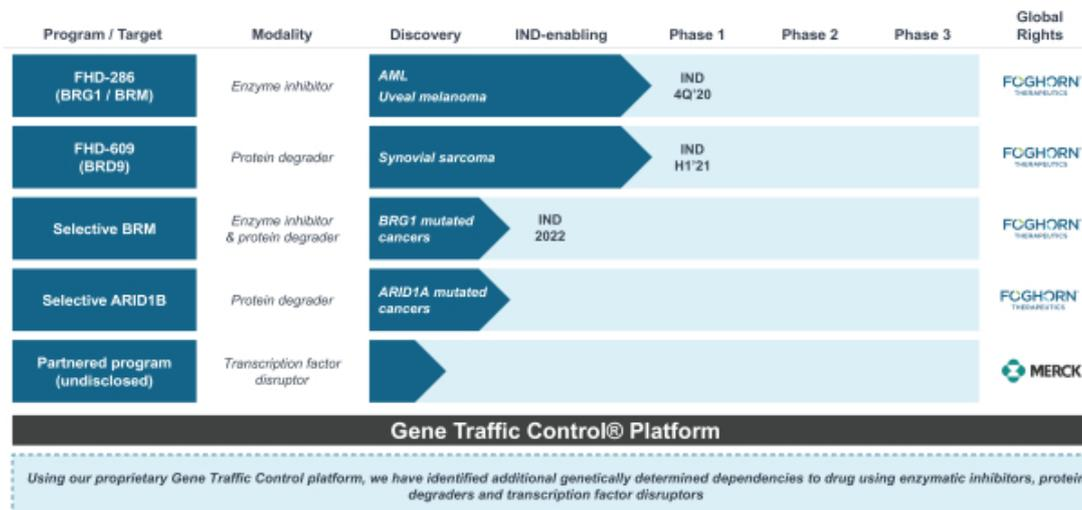 Global
Program / Target Modality Discovery IND-enabling Phase 1 Phase 2 Phase 3 Rights
FHD-286
(BRG1 / BRM)
Enzyme inhibitor
AML
Uveal melanoma
IND
4Q'20
FOGHORN
THERAPEUTICS
FHD-609
(BRD9)
Protein degrader
Synovial sarcoma
IND
H1'21
FOGHORN
THERAPEUTICS
Selective BRM
Enzyme inhibitor
& protein degrader
BRG1 mutated
cancers
IND
2022
FOGHORN
THERAPEUTICS
Selective ARID1B
Protein degrader
ARID1A mutated
cancers
FOGHORN
THERAPEUTICS
Partnered program
(undisclosed)
Transcription factor
disruptor
MERCK
Gene Traffic Control® Platform
Using our proprietary Gene Traffic Control platform, we have identified additional genetically determined dependencies to drug using enzymatic inhibitors, protein
degraders and transcription factor disruptors